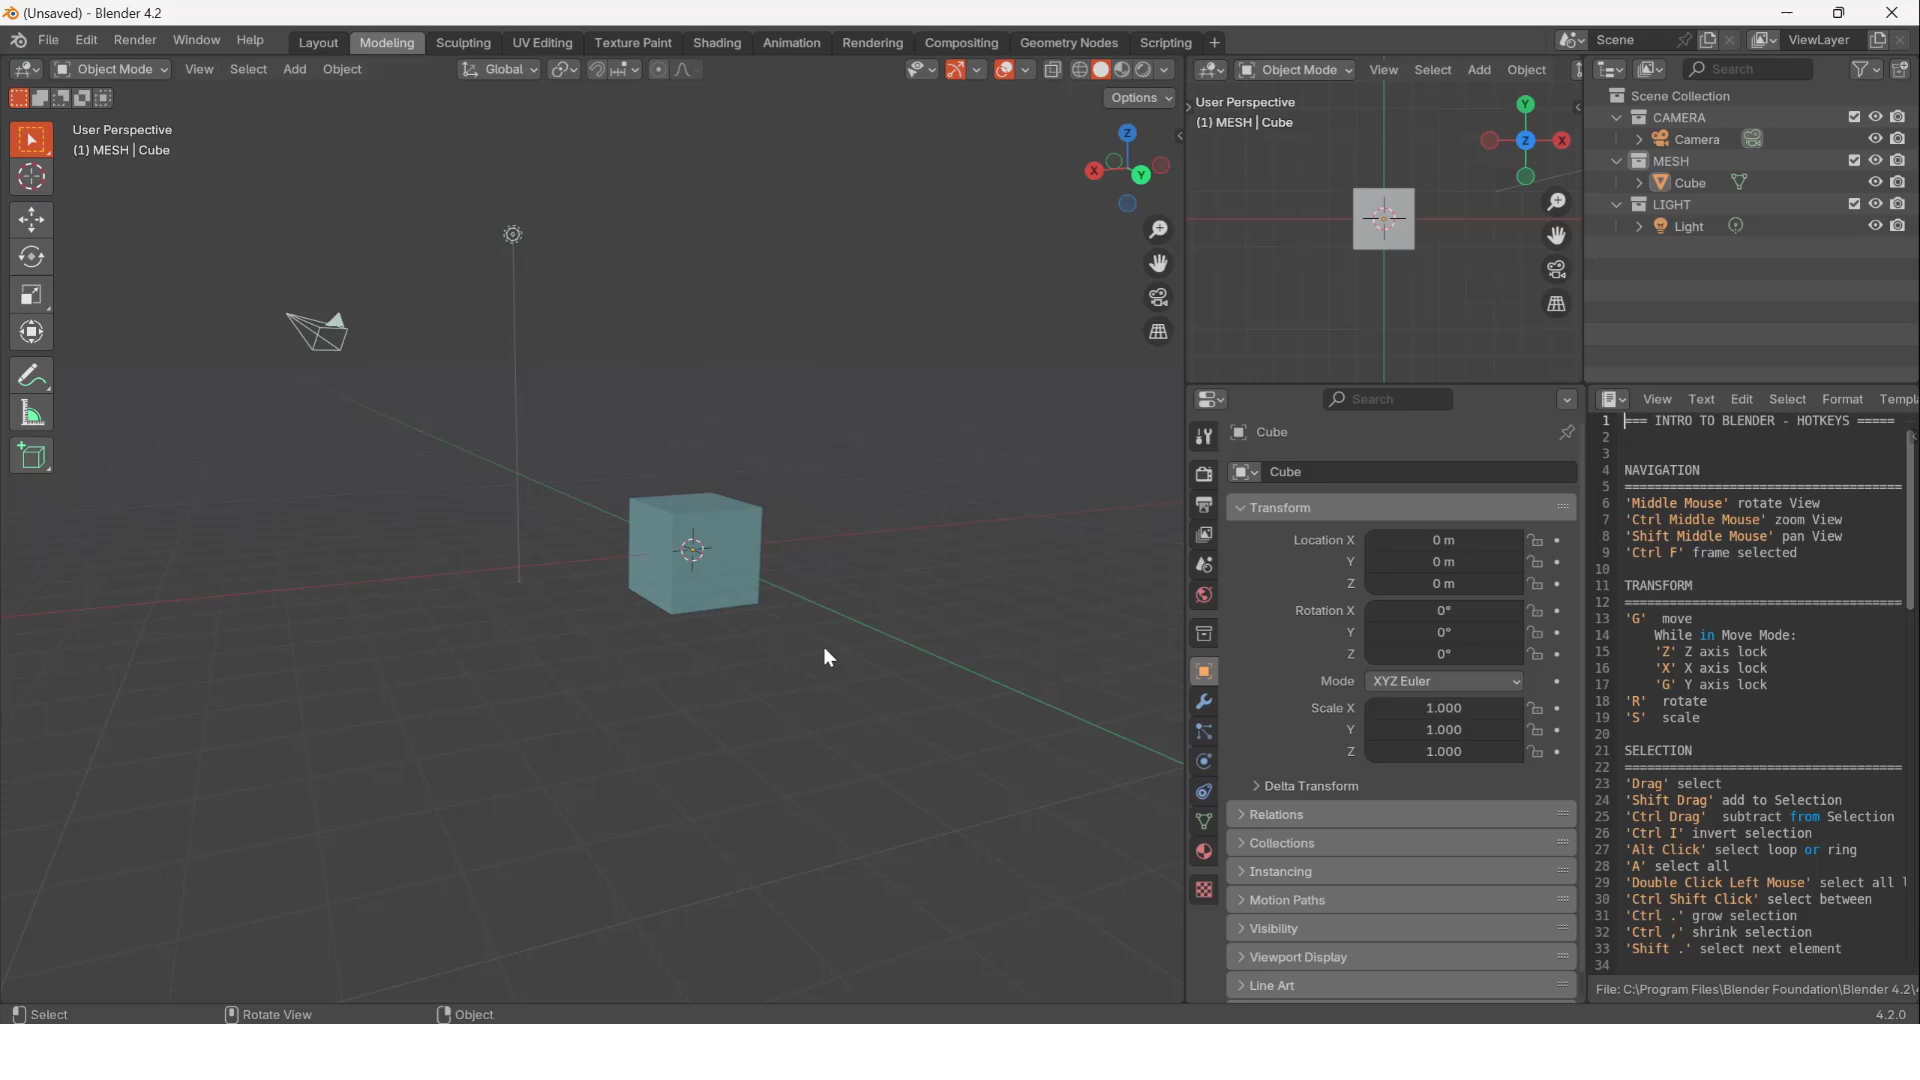 (Unsaved) - Blender 4.2
File Edit Render Window Help
Layout Modeling Sculpting UV Editing Texture Paint Shading Animation Rendering Compositing Geometry Nodes Scripting +
Scene
ViewLayer
Object Mode View Select Add Object
Global
Options
User Perspective
(1) MESH | Cube
Z
X
Y
Object Mode View Select Add Object
User Perspective
(1) MESH | Cube
Y
Z
X
Search
Scene Collection
CAMERA
Camera
MESH
Cube
LIGHT
Light
Search
Cube
Cube
Transform
Location X 0 m
Y 0 m
Z 0 m
Rotation X 0°
Y 0°
Z 0°
Mode XYZ Euler
Scale X 1.000
Y 1.000
Z 1.000
Delta Transform
Relations
Collections
Instancing
Motion Paths
Visibility
Viewport Display
Line Art
View Text Edit Select Format Templ
1 === INTRO TO BLENDER - HOTKEYS =====
2
3
4 NAVIGATION
5 =====================================
6 'Middle Mouse' rotate View
7 'Ctrl Middle Mouse' zoom View
8 'Shift Middle Mouse' pan View
9 'Ctrl F' frame selected
10
11 TRANSFORM
12 =====================================
13 'G' move
14 While in Move Mode:
15 'Z' Z axis lock
16 'X' X axis lock
17 'G' Y axis lock
18 'R' rotate
19 'S' scale
20
21 SELECTION
22 =====================================
23 'Drag' select
24 'Shift Drag' add to Selection
25 'Ctrl Drag' subtract from Selection
26 'Ctrl I' invert selection
27 'Alt Click' select loop or ring
28 'A' select all
29 'Double Click Left Mouse' select all l
30 'Ctrl Shift Click' select between
31 'Ctrl .' grow selection
32 'Ctrl ,' shrink selection
33 'Shift .' select next element
34
File: C:\Program Files\Blender Foundation\Blender 4.2\
Select
Rotate View
Object
4.2.0